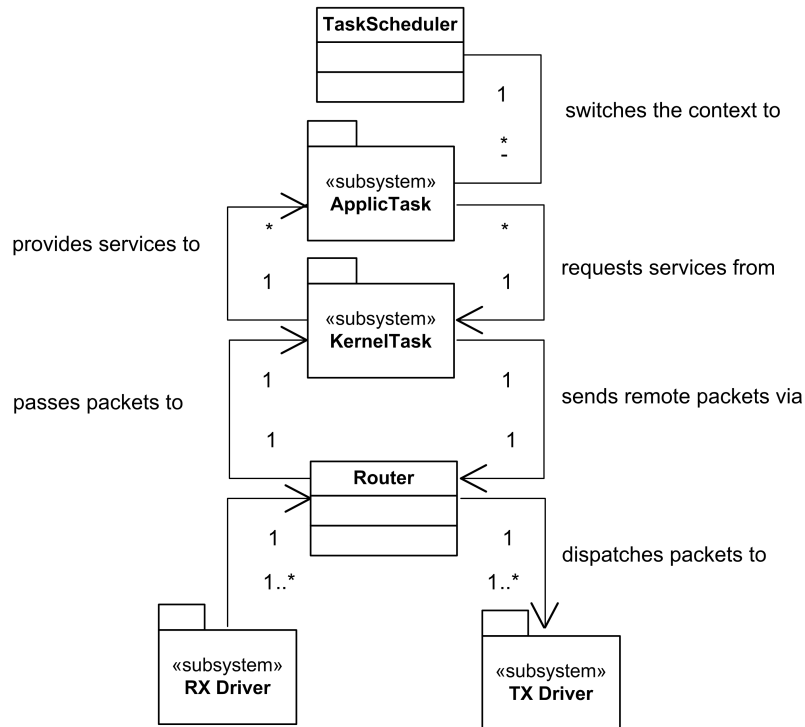 TaskScheduler
1
switches the context to
*
-
«subsystem»
ApplicTask
*
*
provides services to
requests services from
1
1
«subsystem»
KernelTask
1
1
passes packets to
sends remote packets via
1
1
Router
1
1
dispatches packets to
1..*
1..*
«subsystem»
RX Driver
«subsystem»
TX Driver